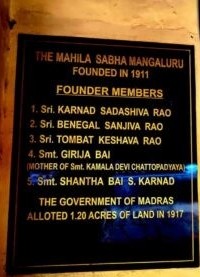 THE MAHILA SABHA MANGALURU
FOUNDED IN 1911
FOUNDER MEMBERS
1. Sri. KARNAD SADASHIVA RAO
2. Sri. BENEGAL SANJIVA RAO
3. Sri. TOMBAT KESHAVA RAO
4. Smt. GIRIJA BAI
(MOTHER OF Smt. KAMALA DEVI CHATTOPADYAYA)
5. Smt. SHANTHA BAI S. KARNAD
THE GOVERNMENT OF MADRAS
ALLOTED 1.20 ACRES OF LAND IN 1917